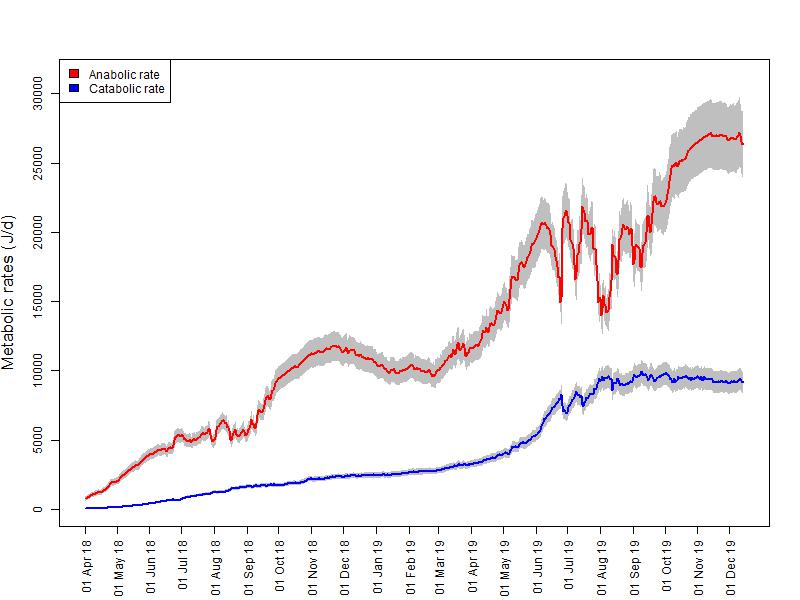 Anabolic rate
Catabolic rate
Metabolic rates (J/d)
30000
25000
20000
15000
10000
5000
0
01 Apr 18
01 May 18
01 Jun 18
01 Jul 18
01 Aug 18
01 Sep 18
01 Oct 18
01 Nov 18
01 Dec 18
01 Jan 19
01 Feb 19
01 Mar 19
01 Apr 19
01 May 19
01 Jun 19
01 Jul 19
01 Aug 19
01 Sep 19
01 Oct 19
01 Nov 19
01 Dec 19